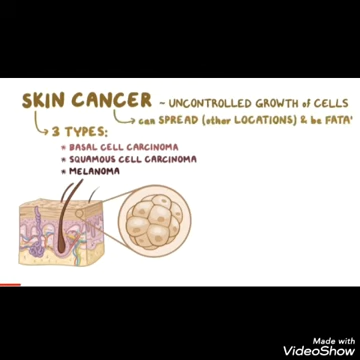 SKIN CANCER ~ UNCONTROLLED GROWTH of CELLS
can SPREAD (other LOCATIONS) & be FATA
3 TYPES:
* BASAL CELL CARCINOMA
* SQUAMOUS CELL CARCINOMA
* MELANOMA
Made with
VideoShow